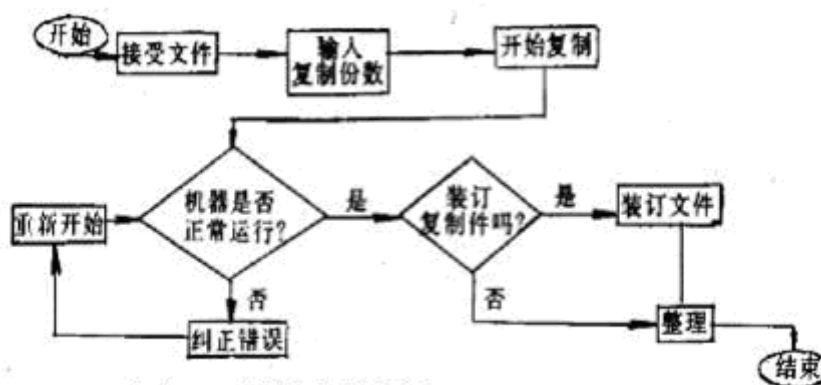 开始
接受文件
输入
复制份数
开始复制
机器是否
正常运行?
是
装订
复制件吗?
是
装订文件
重新开始
否
否
纠正错误
整理
结束